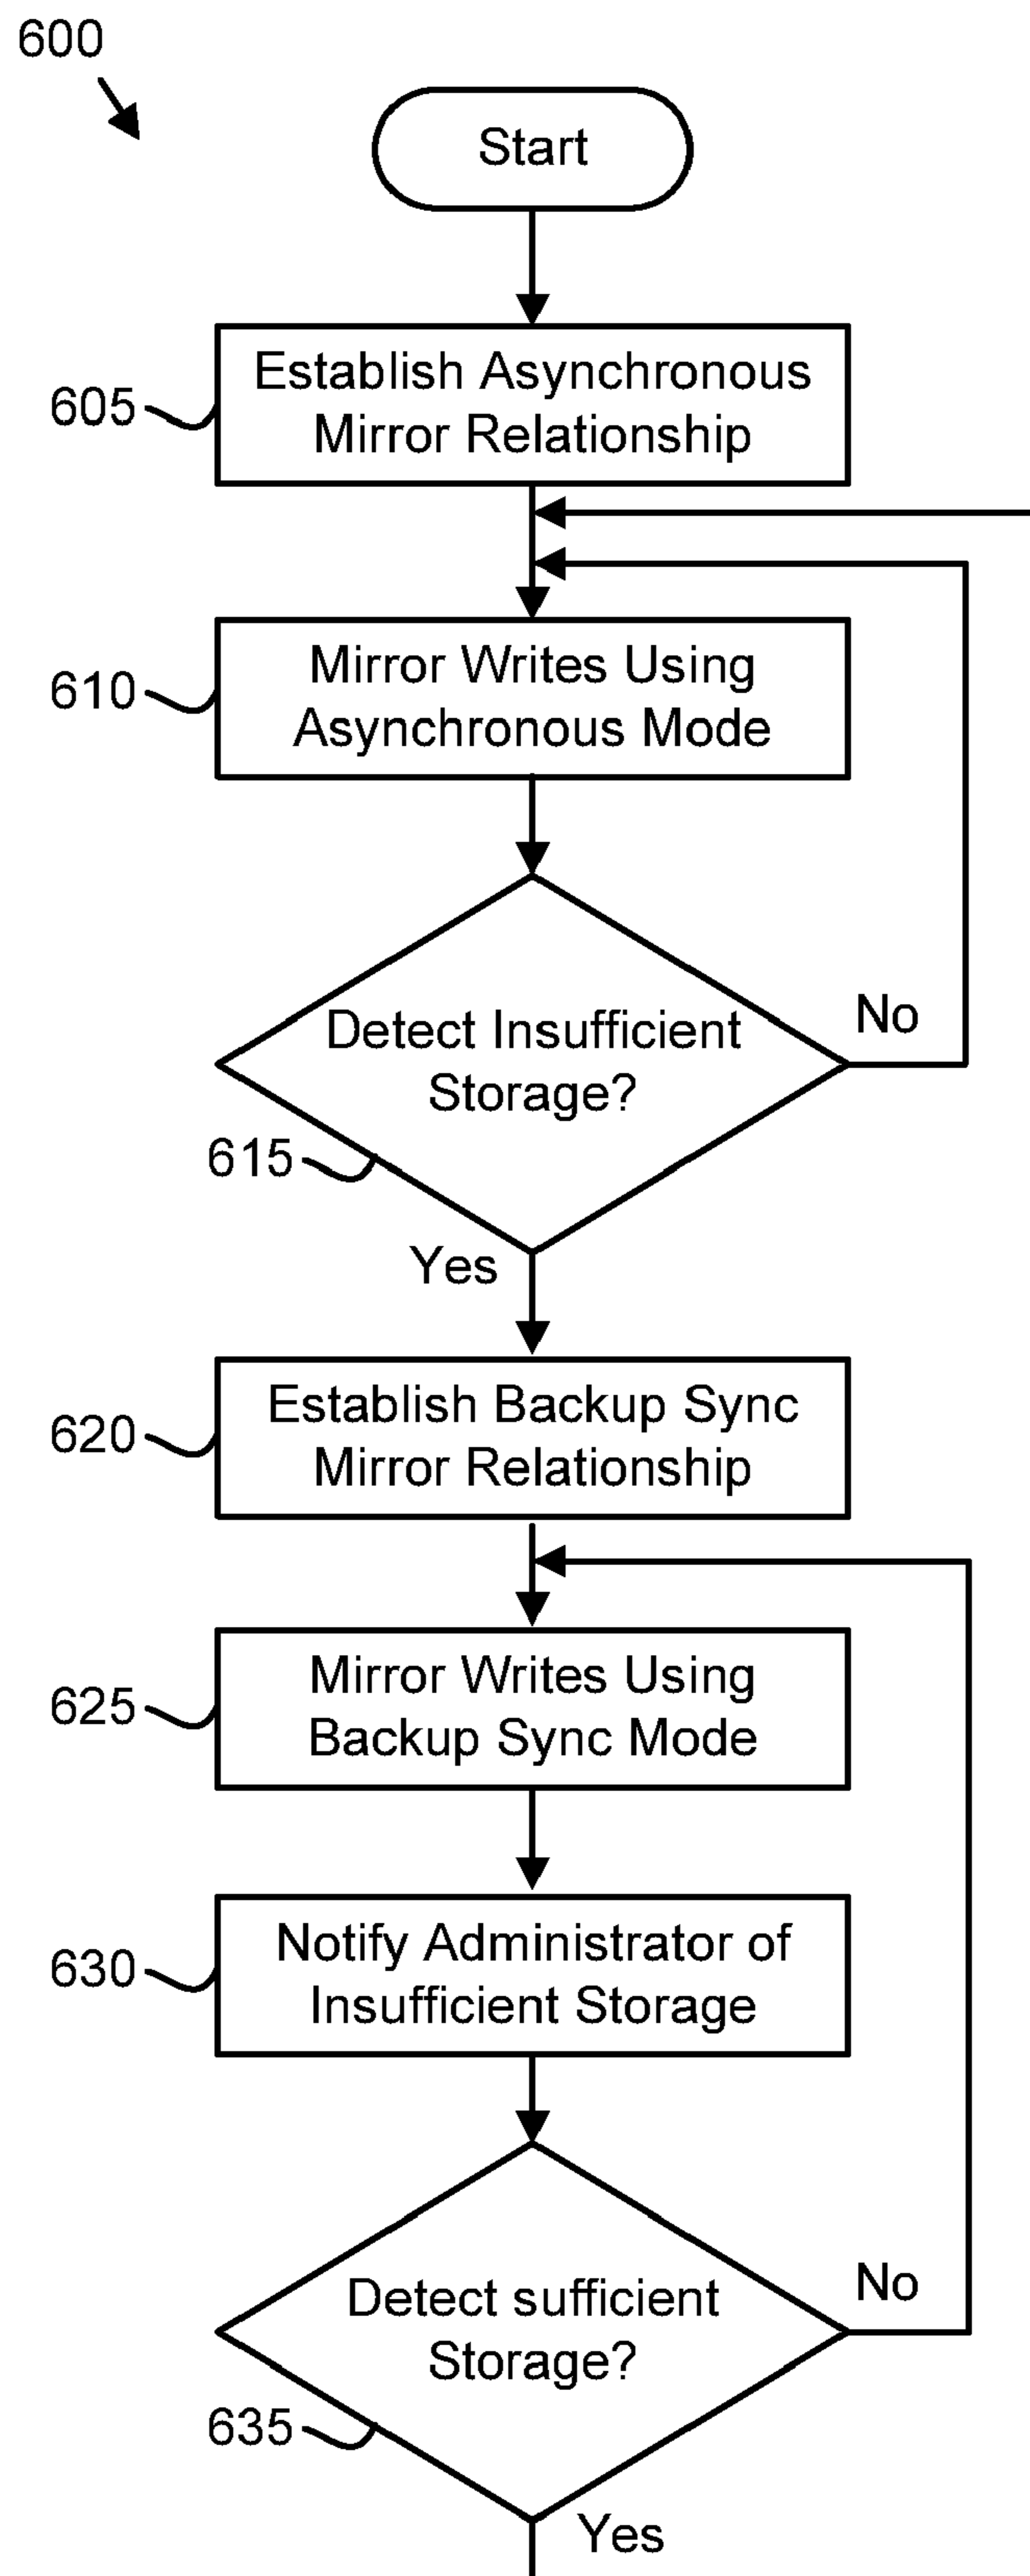 600
Start
605
Establish Asynchronous
Mirror Relationship
610
Mirror Writes Using
Asynchronous Mode
Detect Insufficient
Storage?
No
615
Yes
620
Establish Backup Sync
Mirror Relationship
625
Mirror Writes Using
Backup Sync Mode
630
Notify Administrator of
Insufficient Storage
Detect sufficient
Storage?
No
635
Yes